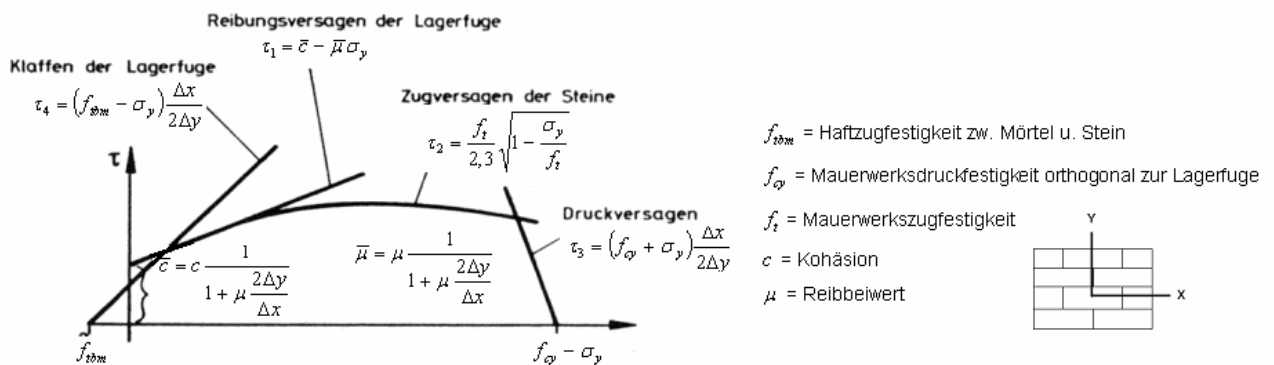 Reibungsversagen der Lagerfuge
τ₁ = c̄ − μ̄σ_y
Klaffen der Lagerfuge
τ₄ = (f_tbm − σ_y) Δx / 2Δy
Zugversagen der Steine
τ₂ = f_t / 2,3 √(1 − σ_y / f_t)
τ
Druckversagen
τ₃ = (f_cy + σ_y) Δx / 2Δy
c̄ = c 1 / (1 + μ 2Δy / Δx)
μ̄ = μ 1 / (1 + μ 2Δy / Δx)
f̃_tbm
f_cy − σ_y
f_tbm = Haftzugfestigkeit zw. Mörtel u. Stein
f_cy = Mauerwerksdruckfestigkeit orthogonal zur Lagerfuge
f_t = Mauerwerkszugfestigkeit
c = Kohäsion
μ = Reibbeiwert
Y
X